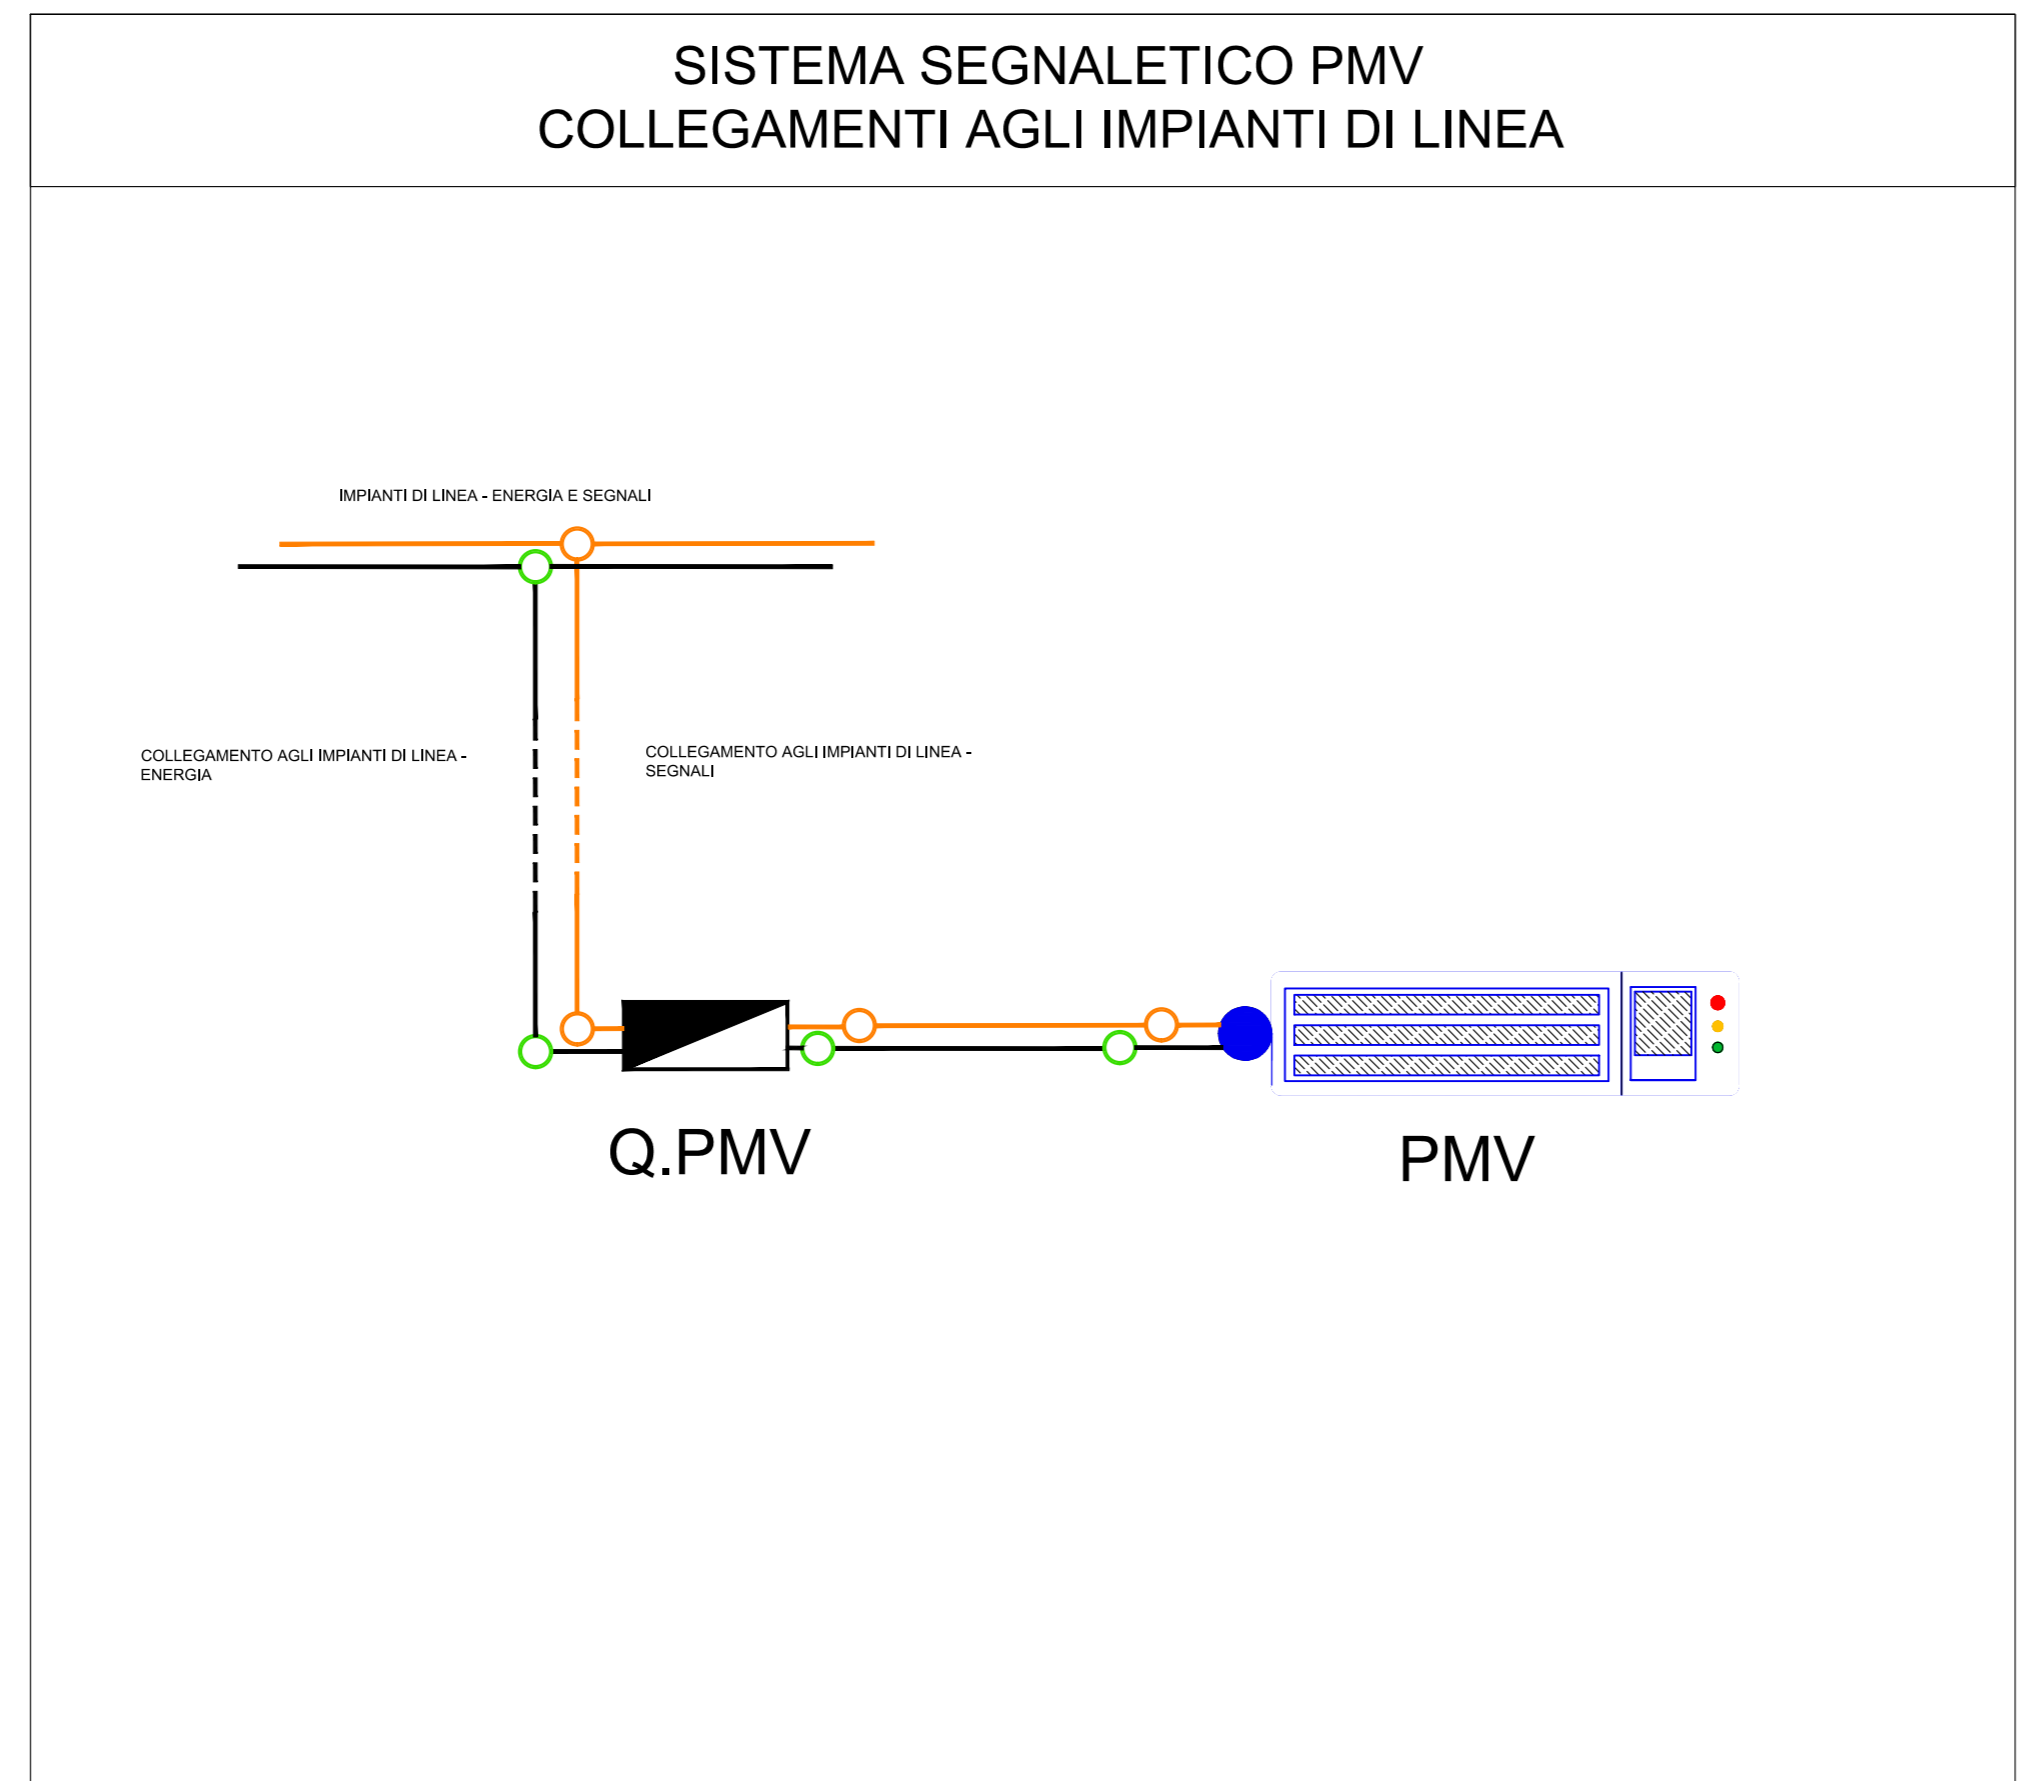 SISTEMA SEGNALETICO PMV
COLLEGAMENTI AGLI IMPIANTI DI LINEA
IMPIANTI DI LINEA - ENERGIA E SEGNALI
COLLEGAMENTO AGLI IMPIANTI DI LINEA -
ENERGIA
COLLEGAMENTO AGLI IMPIANTI DI LINEA -
SEGNALI
Q.PMV
PMV